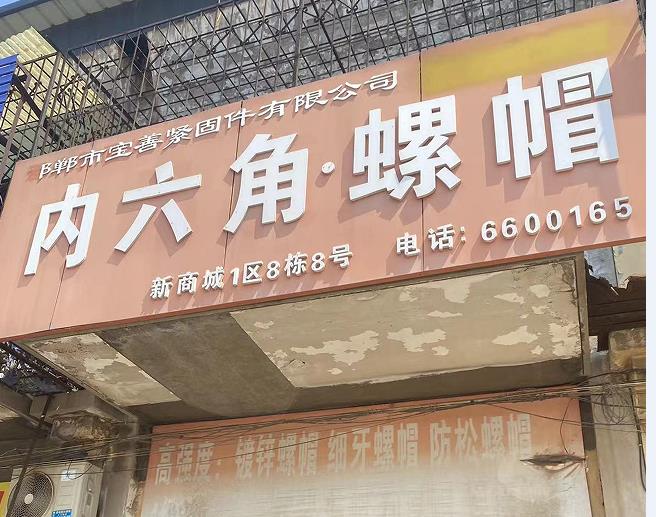 邯郸市宝善紧固件有限公司
内六角·螺帽
新商城1区8栋8号 电话：6600165
高强度：镀锌螺帽 细牙螺帽 防松螺帽